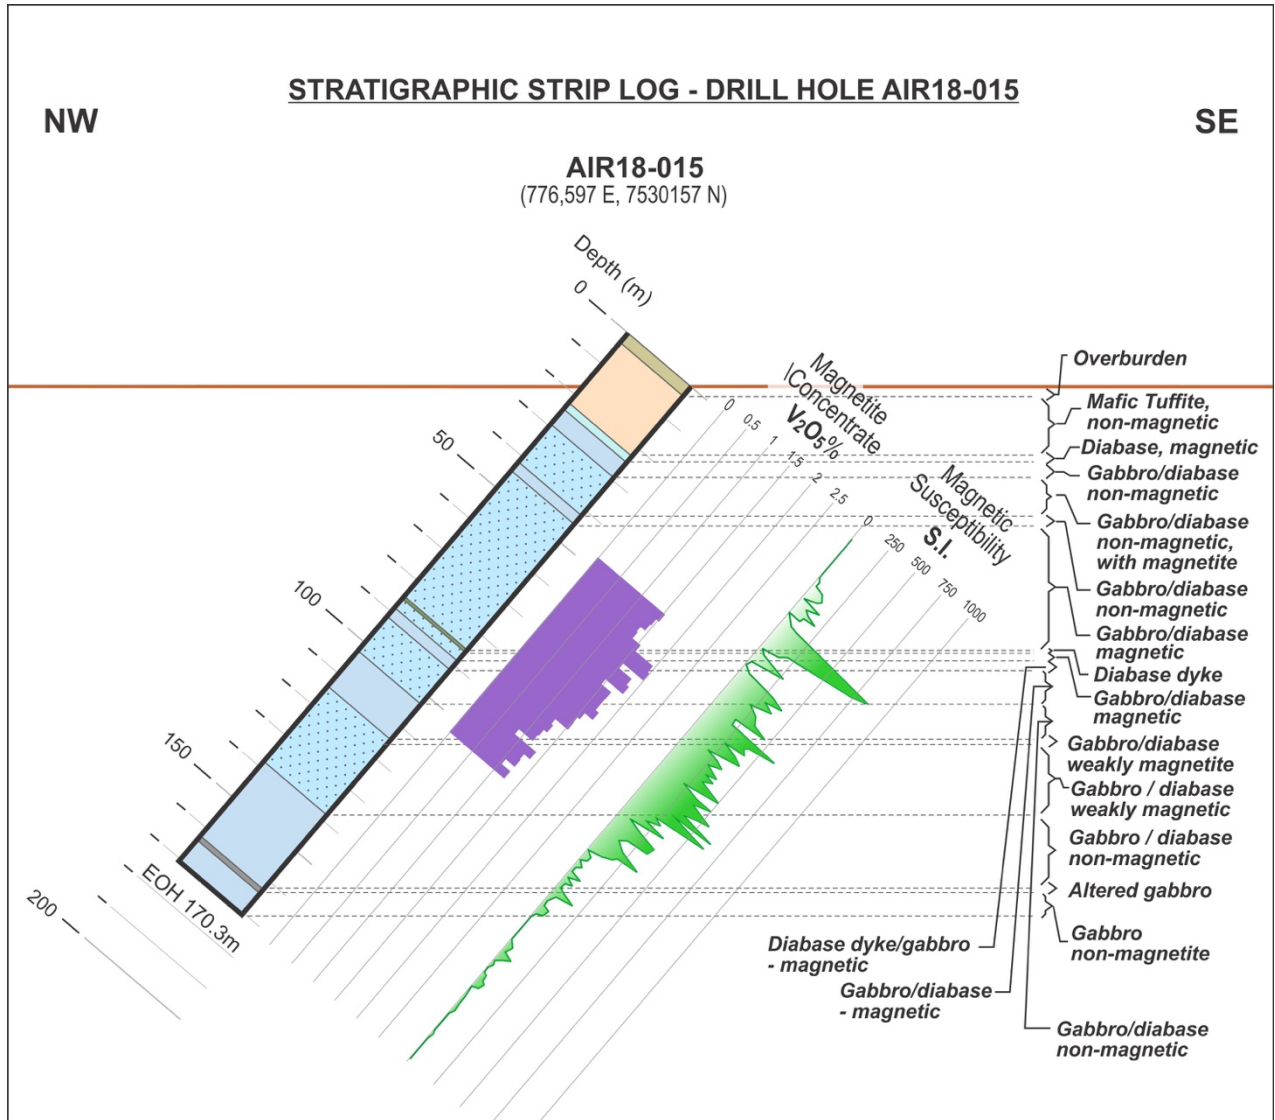 STRATIGRAPHIC STRIP LOG - DRILL HOLE AIR18-015
NW
SE
AIR18-015
(776,597 E, 7530157 N)
Depth (m)
0
50
100
150
200
EOH 170.3m
Magnetite
Concentrate
V₂O₅%
0
0.5
1
1.5
2
2.5
Magnetic
Susceptibility
S.I.
0
250
500
750
1000
Overburden
Mafic Tuffite,
non-magnetic
Diabase, magnetic
Gabbro/diabase
non-magnetic
Gabbro/diabase
non-magnetic,
with magnetite
Gabbro/diabase
non-magnetic
Gabbro/diabase
magnetic
Diabase dyke
Gabbro/diabase
magnetic
Gabbro/diabase
weakly magnetite
Gabbro / diabase
weakly magnetic
Gabbro / diabase
non-magnetic
Altered gabbro
Gabbro
non-magnetite
Diabase dyke/gabbro
- magnetic
Gabbro/diabase
- magnetic
Gabbro/diabase
non-magnetic